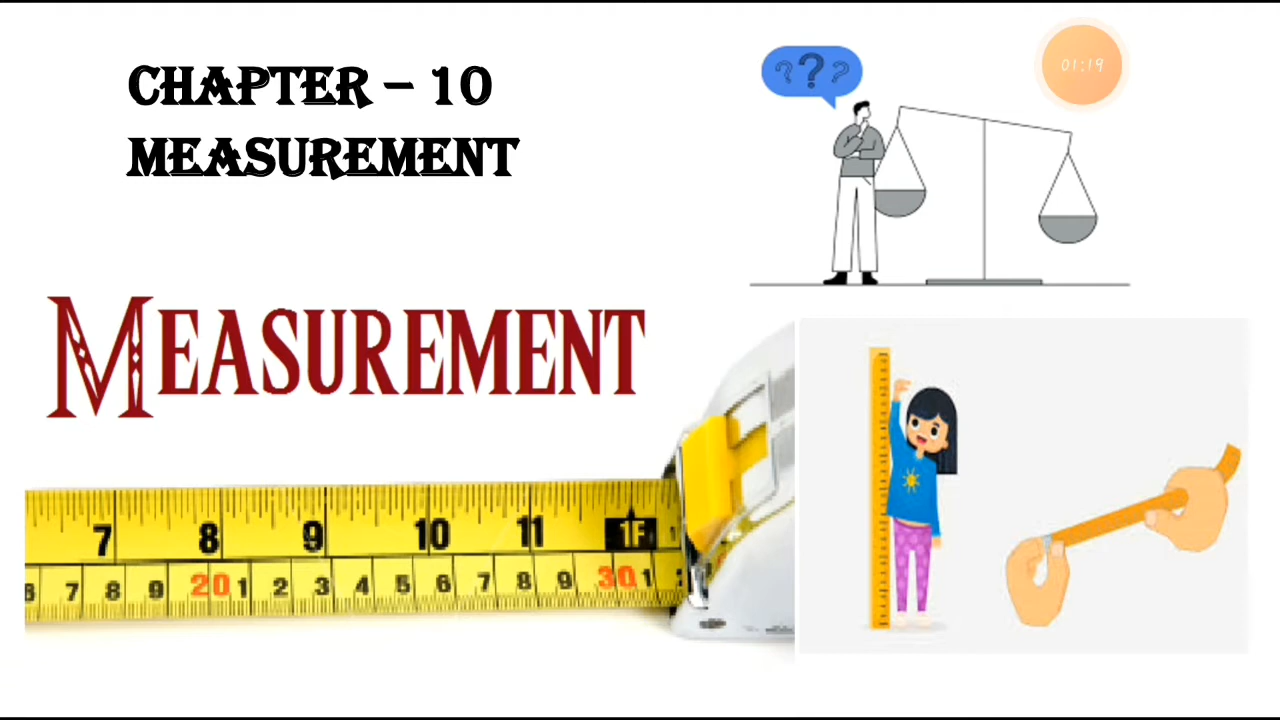 CHAPTER – 10
MEASUREMENT
???
01:19
MEASUREMENT
7 8 9 10 11 1F
6 7 8 9 20 1 2 3 4 5 6 7 8 9 30 1